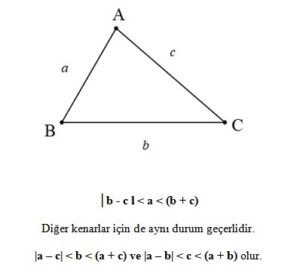 A
a
c
B
C
b
| b - c l < a < (b + c)
Diğer kenarlar için de aynı durum geçerlidir.
|a – c| < b < (a + c) ve |a – b| < c < (a + b) olur.